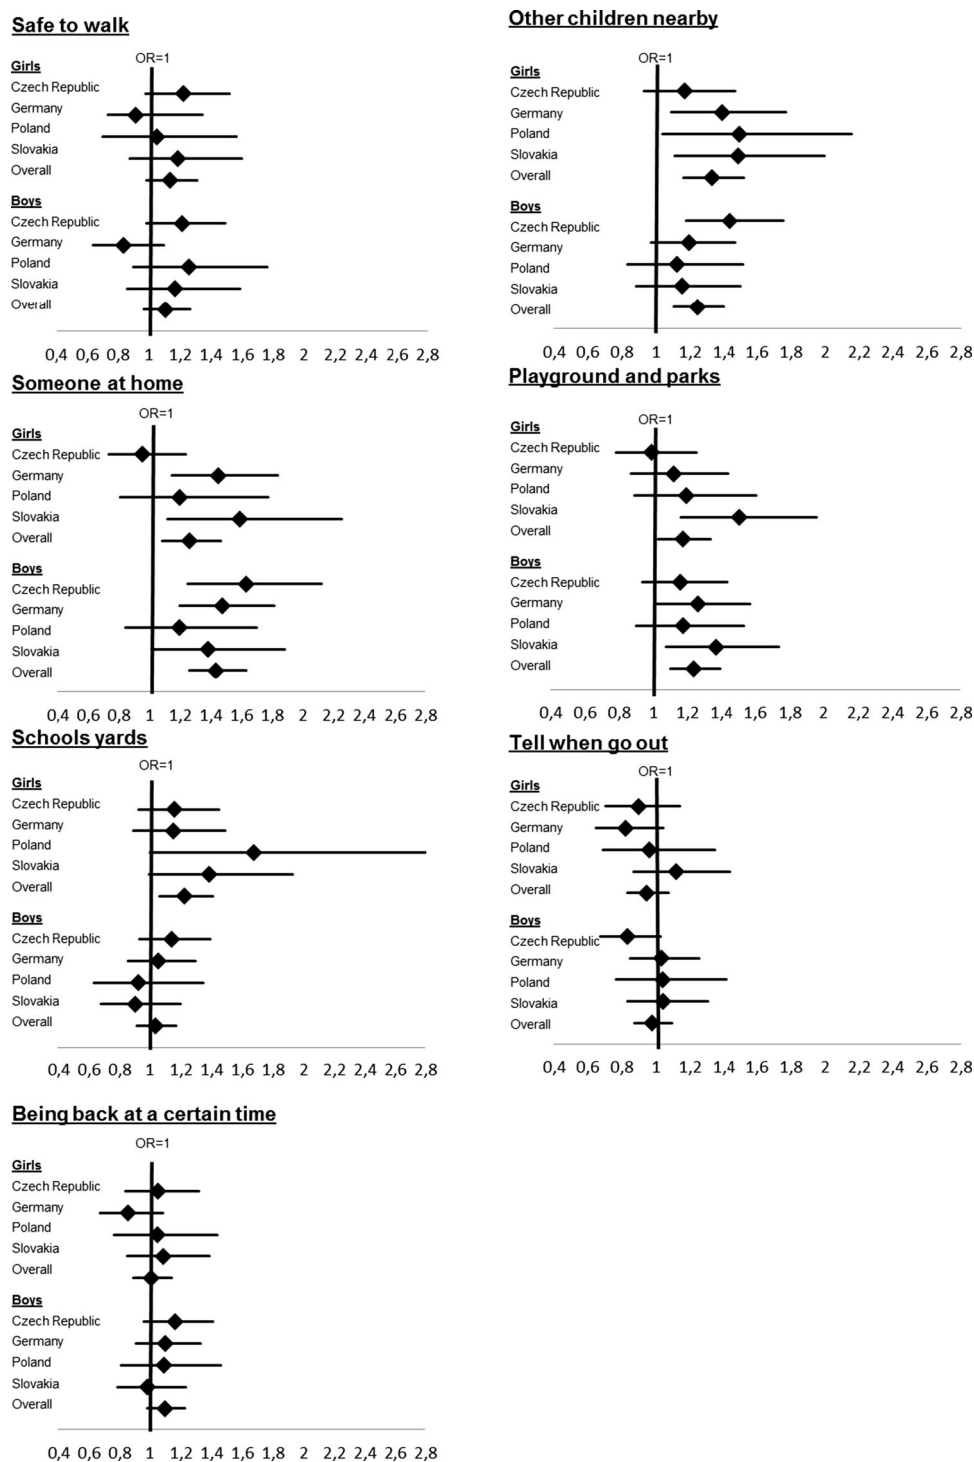 Safe to walk
OR=1
Girls
Czech Republic
Germany
Poland
Slovakia
Overall
Boys
Czech Republic
Germany
Poland
Slovakia
Overall
0,4 0,6 0,8 1 1,2 1,4 1,6 1,8 2 2,2 2,4 2,6 2,8
Other children nearby
OR=1
Girls
Czech Republic
Germany
Poland
Slovakia
Overall
Boys
Czech Republic
Germany
Poland
Slovakia
Overall
0,4 0,6 0,8 1 1,2 1,4 1,6 1,8 2 2,2 2,4 2,6 2,8
Someone at home
OR=1
Girls
Czech Republic
Germany
Poland
Slovakia
Overall
Boys
Czech Republic
Germany
Poland
Slovakia
Overall
0,4 0,6 0,8 1 1,2 1,4 1,6 1,8 2 2,2 2,4 2,6 2,8
Playground and parks
OR=1
Girls
Czech Republic
Germany
Poland
Slovakia
Overall
Boys
Czech Republic
Germany
Poland
Slovakia
Overall
0,4 0,6 0,8 1 1,2 1,4 1,6 1,8 2 2,2 2,4 2,6 2,8
Schools yards
OR=1
Girls
Czech Republic
Germany
Poland
Slovakia
Overall
Boys
Czech Republic
Germany
Poland
Slovakia
Overall
0,4 0,6 0,8 1 1,2 1,4 1,6 1,8 2 2,2 2,4 2,6 2,8
Tell when go out
OR=1
Girls
Czech Republic
Germany
Poland
Slovakia
Overall
Boys
Czech Republic
Germany
Poland
Slovakia
Overall
0,4 0,6 0,8 1 1,2 1,4 1,6 1,8 2 2,2 2,4 2,6 2,8
Being back at a certain time
OR=1
Girls
Czech Republic
Germany
Poland
Slovakia
Overall
Boys
Czech Republic
Germany
Poland
Slovakia
Overall
0,4 0,6 0,8 1 1,2 1,4 1,6 1,8 2 2,2 2,4 2,6 2,8